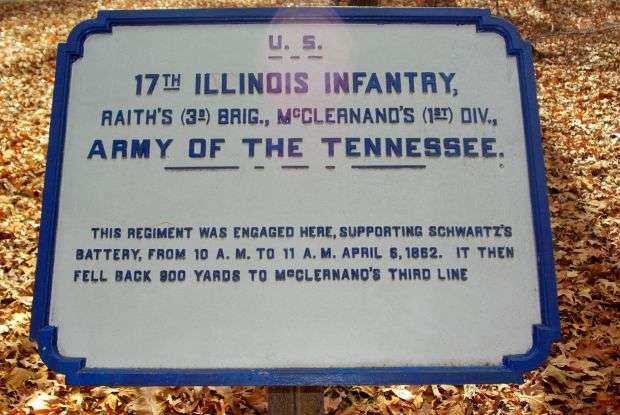 U. S.
17TH ILLINOIS INFANTRY,
RAITH'S (3D) BRIG., McCLERNAND'S (1ST) DIV.,
ARMY OF THE TENNESSEE.
THIS REGIMENT WAS ENGAGED HERE, SUPPORTING SCHWARTZ'S
BATTERY, FROM 10 A. M. TO 11 A. M. APRIL 6, 1862. IT THEN
FELL BACK 800 YARDS TO McCLERNAND'S THIRD LINE